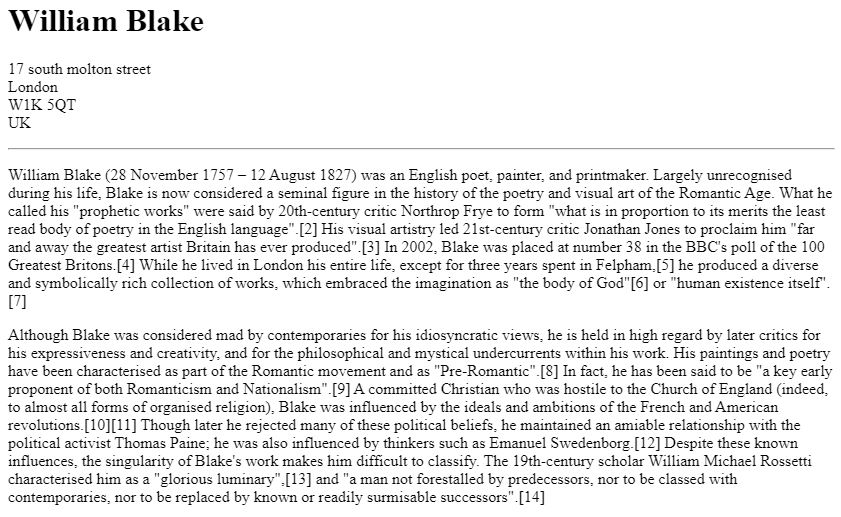 William Blake
17 south molton street
London
W1K 5QT
UK
William Blake (28 November 1757 – 12 August 1827) was an English poet, painter, and printmaker. Largely unrecognised
during his life, Blake is now considered a seminal figure in the history of the poetry and visual art of the Romantic Age. What he
called his "prophetic works" were said by 20th-century critic Northrop Frye to form "what is in proportion to its merits the least
read body of poetry in the English language".[2] His visual artistry led 21st-century critic Jonathan Jones to proclaim him "far
and away the greatest artist Britain has ever produced".[3] In 2002, Blake was placed at number 38 in the BBC's poll of the 100
Greatest Britons.[4] While he lived in London his entire life, except for three years spent in Felpham,[5] he produced a diverse
and symbolically rich collection of works, which embraced the imagination as "the body of God"[6] or "human existence itself".
[7]
Although Blake was considered mad by contemporaries for his idiosyncratic views, he is held in high regard by later critics for
his expressiveness and creativity, and for the philosophical and mystical undercurrents within his work. His paintings and poetry
have been characterised as part of the Romantic movement and as "Pre-Romantic".[8] In fact, he has been said to be "a key early
proponent of both Romanticism and Nationalism".[9] A committed Christian who was hostile to the Church of England (indeed,
to almost all forms of organised religion), Blake was influenced by the ideals and ambitions of the French and American
revolutions.[10][11] Though later he rejected many of these political beliefs, he maintained an amiable relationship with the
political activist Thomas Paine; he was also influenced by thinkers such as Emanuel Swedenborg.[12] Despite these known
influences, the singularity of Blake's work makes him difficult to classify. The 19th-century scholar William Michael Rossetti
characterised him as a "glorious luminary",[13] and "a man not forestalled by predecessors, nor to be classed with
contemporaries, nor to be replaced by known or readily surmisable successors".[14]